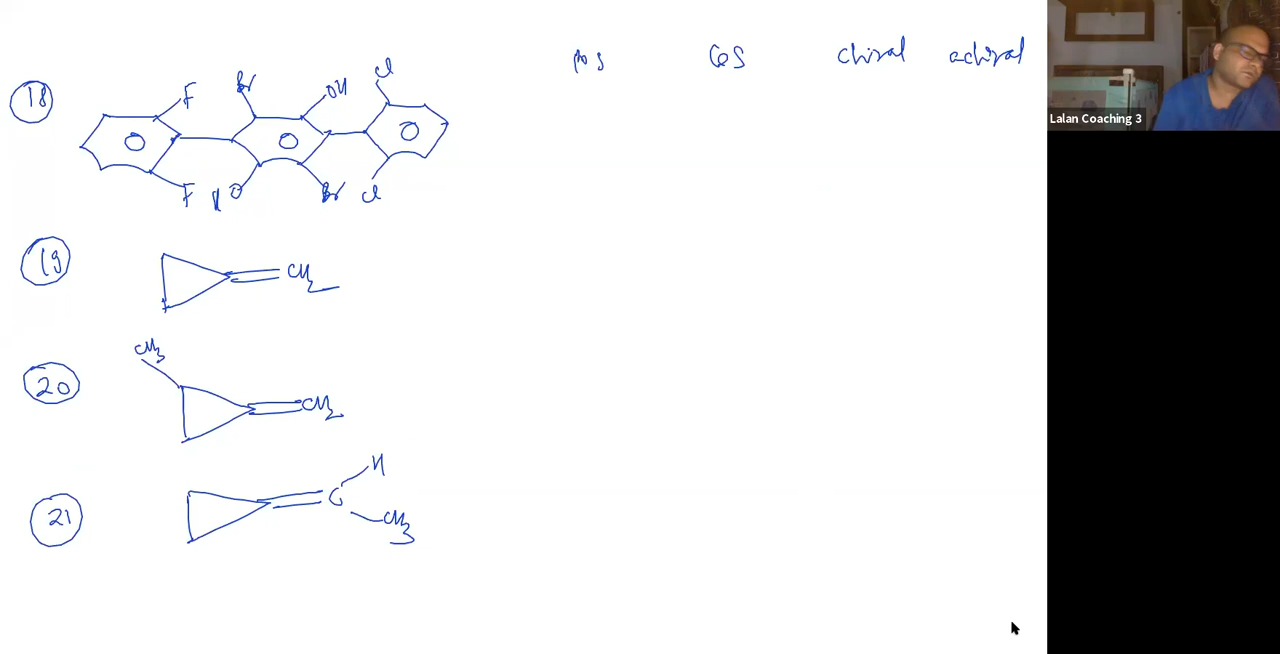 pos COS chiral achiral
18 F Br OH Cl
F HO Br Cl
Lalan Coaching 3
19 CH2
CH3
20 CH2
H
21 C
CH3